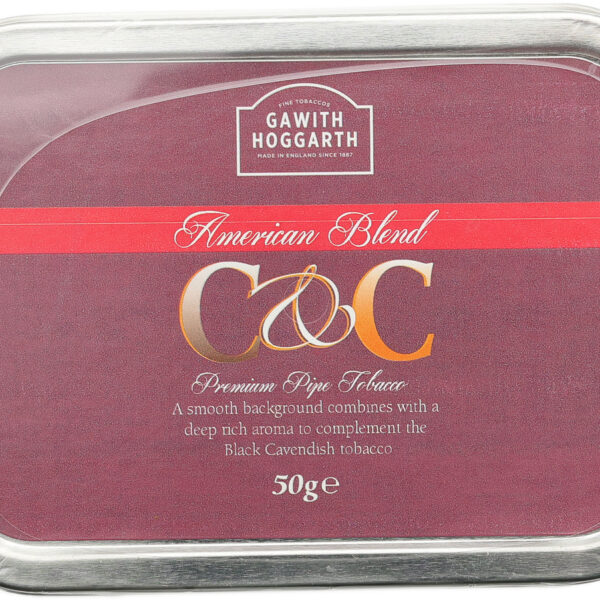 FINE TOBACCOS
GAWITH
HOGGARTH
MADE IN ENGLAND SINCE 1887
American Blend
C&C
Premium Pipe Tobacco
A smooth background combines with a
deep rich aroma to complement the
Black Cavendish tobacco
50g℮